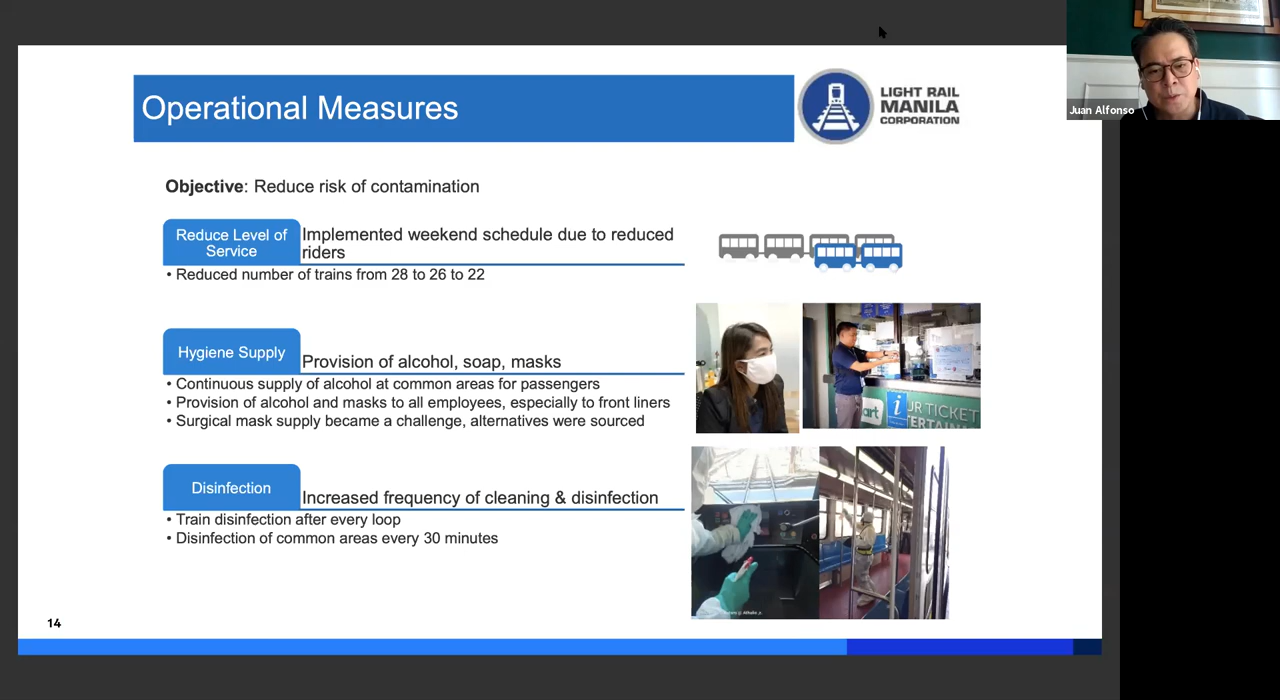 Operational Measures
LIGHT RAIL
MANILA
CORPORATION
Juan Alfonso
Objective: Reduce risk of contamination
Reduce Level of
Service
Implemented weekend schedule due to reduced
riders
• Reduced number of trains from 28 to 26 to 22
Hygiene Supply
Provision of alcohol, soap, masks
• Continuous supply of alcohol at common areas for passengers
• Provision of alcohol and masks to all employees, especially to front liners
• Surgical mask supply became a challenge, alternatives were sourced
art
i
UR TICKET
ERTAINM
Disinfection
Increased frequency of cleaning & disinfection
• Train disinfection after every loop
• Disinfection of common areas every 30 minutes
14